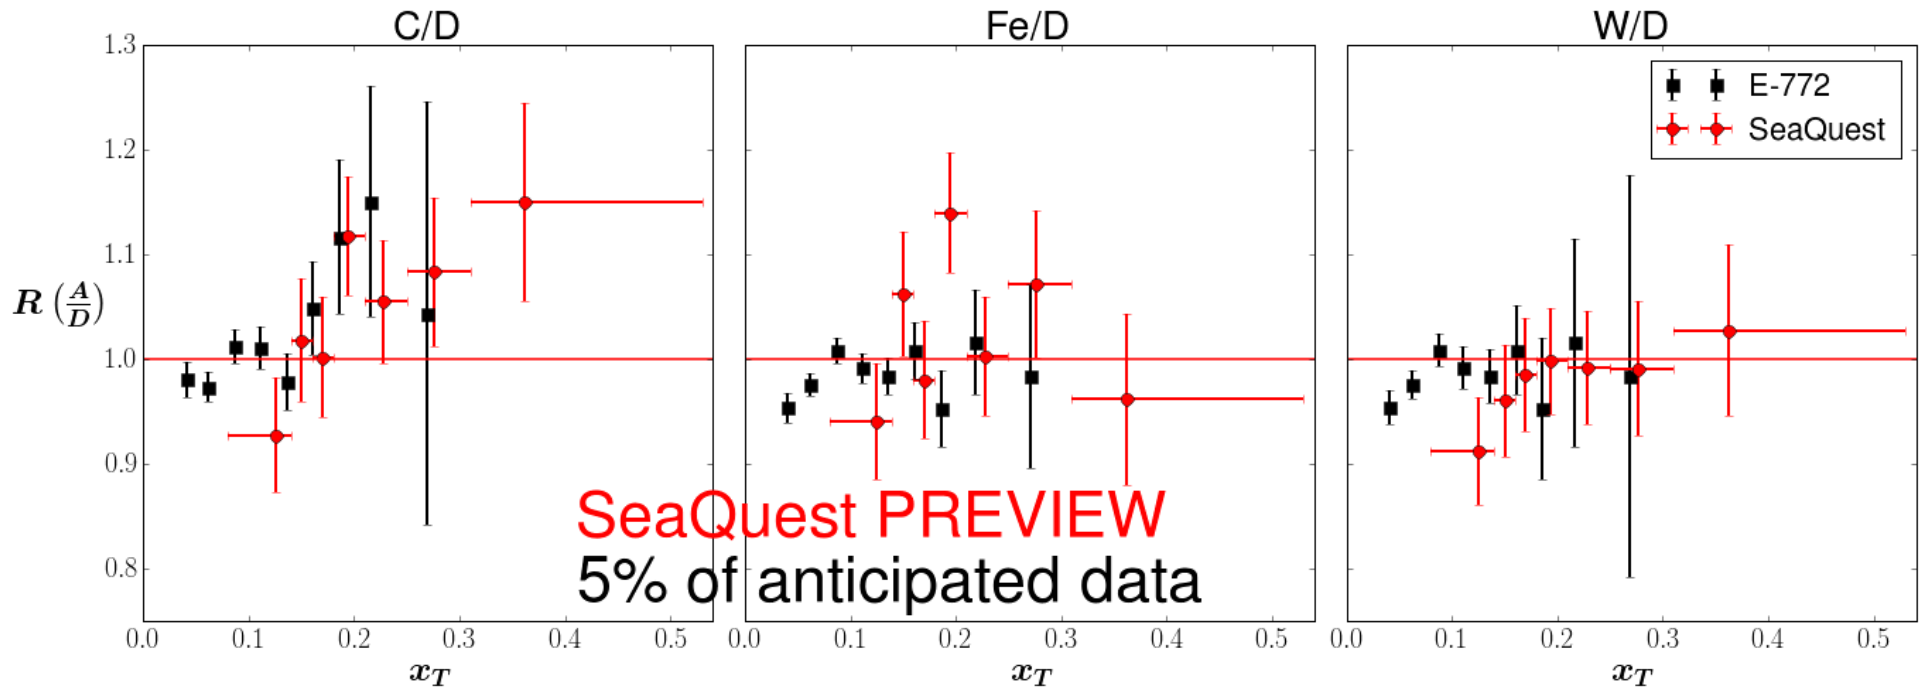 C/D
Fe/D
W/D
1.3
1.2
1.1
1.0
0.9
0.8
R (A/D)
E-772
SeaQuest
SeaQuest PREVIEW
5% of anticipated data
0.0 0.1 0.2 0.3 0.4 0.5
0.0 0.1 0.2 0.3 0.4 0.5
0.0 0.1 0.2 0.3 0.4 0.5
x_T
x_T
x_T